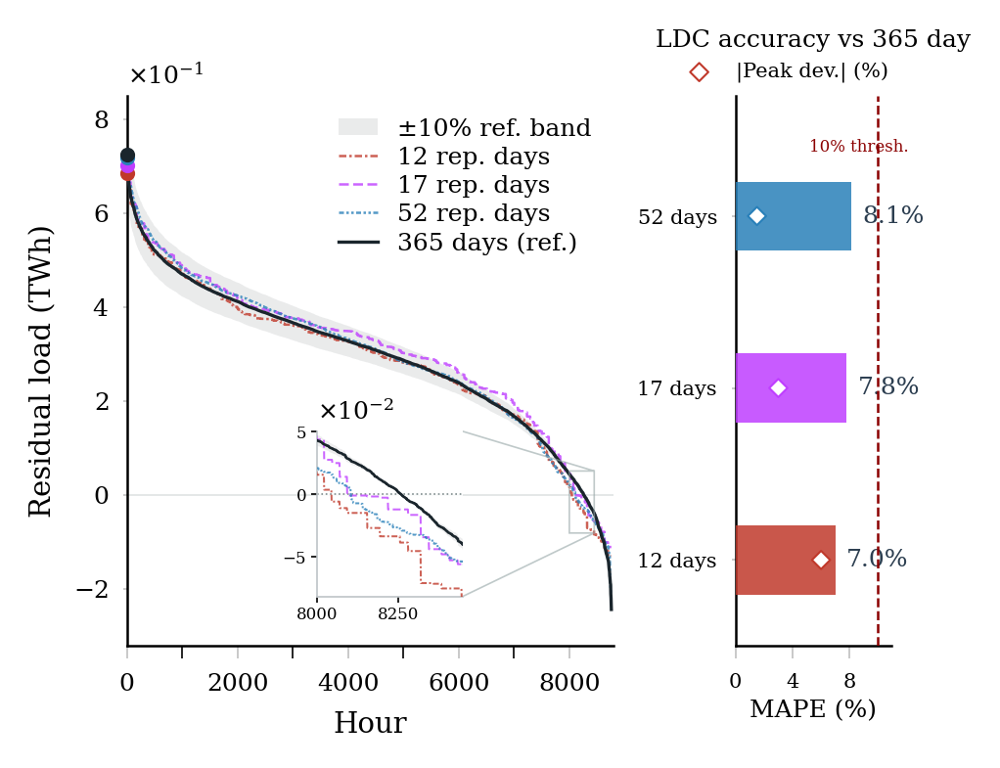 LDC accuracy vs 365 day
|Peak dev.| (%)
×10⁻¹
±10% ref. band
12 rep. days
17 rep. days
52 rep. days
365 days (ref.)
8
6
4
2
0
−2
Residual load (TWh)
0
2000
4000
6000
8000
Hour
×10⁻²
5
0
−5
8000
8250
10% thresh.
52 days
8.1%
17 days
7.8%
12 days
7.0%
0
4
8
MAPE (%)